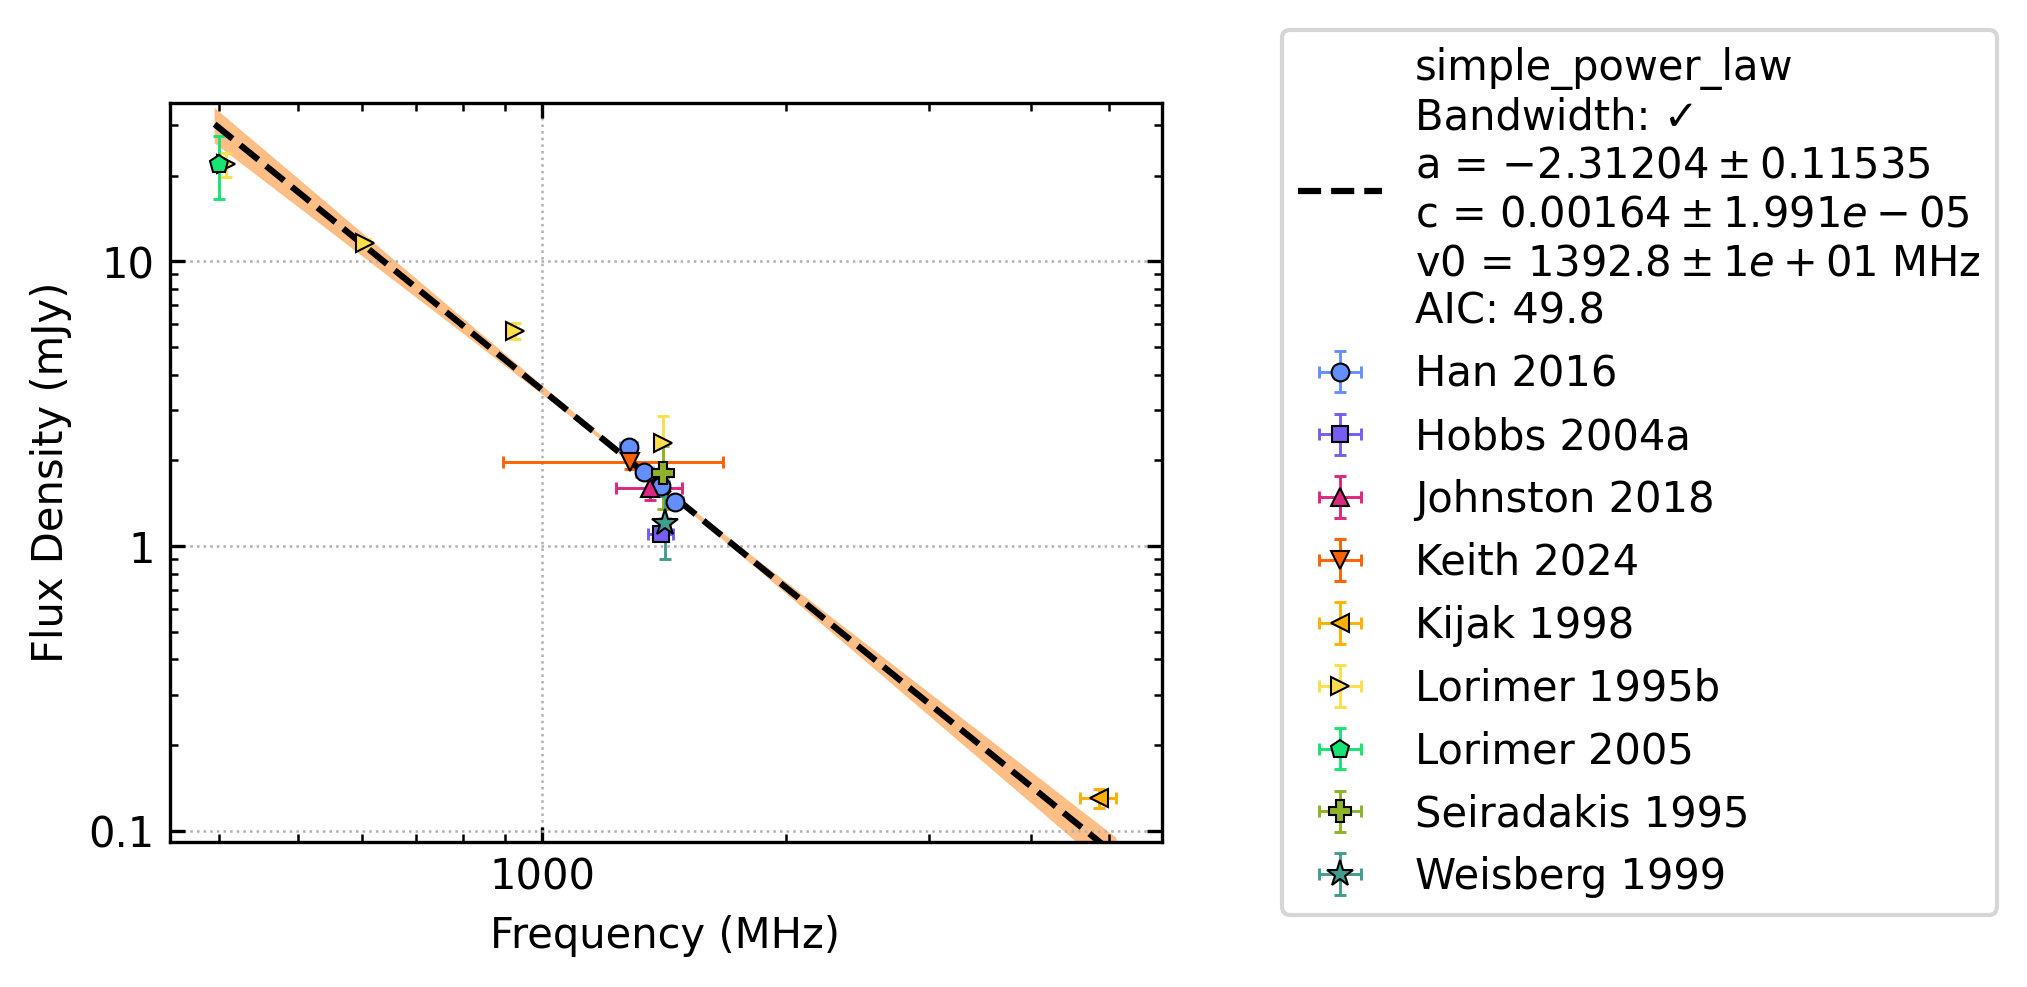 10
1
0.1
1000
Flux Density (mJy)
Frequency (MHz)
simple_power_law
Bandwidth: ✓
a = −2.31204 ± 0.11535
c = 0.00164 ± 1.991e − 05
v0 = 1392.8 ± 1e + 01 MHz
AIC: 49.8
Han 2016
Hobbs 2004a
Johnston 2018
Keith 2024
Kijak 1998
Lorimer 1995b
Lorimer 2005
Seiradakis 1995
Weisberg 1999